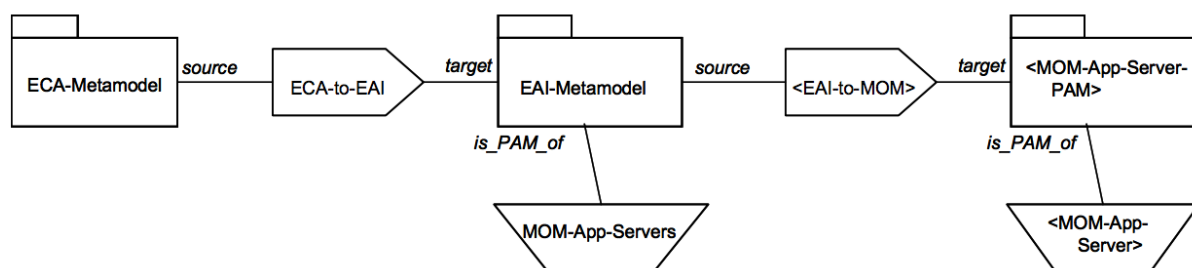 ECA-Metamodel
source
ECA-to-EAI
target
EAI-Metamodel
source
<EAI-to-MOM>
target
<MOM-App-Server-
PAM>
is_PAM_of
is_PAM_of
MOM-App-Servers
<MOM-App-
Server>